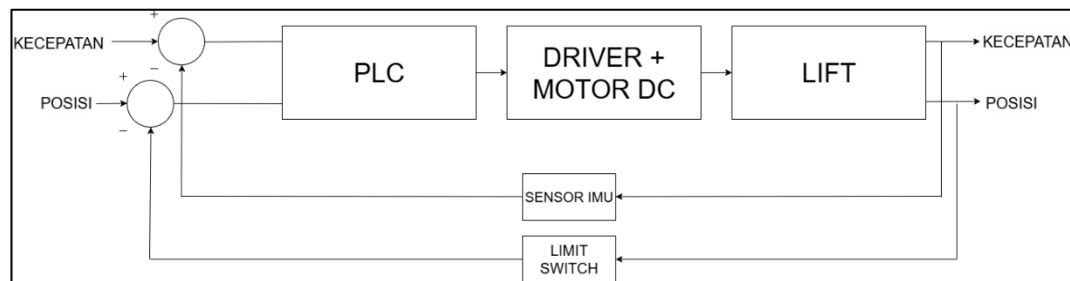 +
KECEPATAN
−
PLC
DRIVER +
MOTOR DC
LIFT
KECEPATAN
+
POSISI
−
POSISI
SENSOR IMU
LIMIT
SWITCH